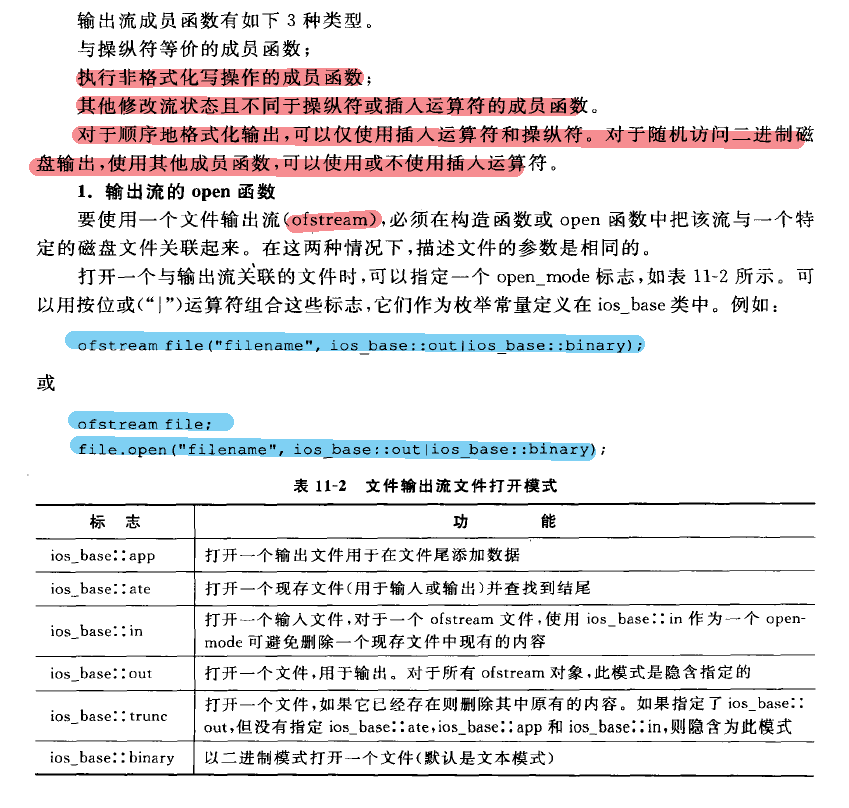 输出流成员函数有如下 3 种类型。
与操纵符等价的成员函数;
执行非格式化写操作的成员函数;
其他修改流状态且不同于操纵符或插入运算符的成员函数。
对于顺序地格式化输出,可以仅使用插入运算符和操纵符。对于随机访问二进制磁
盘输出,使用其他成员函数,可以使用或不使用插入运算符。
1. 输出流的 open 函数
要使用一个文件输出流(ofstream),必须在构造函数或 open 函数中把该流与一个特
定的磁盘文件关联起来。在这两种情况下,描述文件的参数是相同的。
打开一个与输出流关联的文件时,可以指定一个 open_mode 标志,如表 11-2 所示。可
以用按位或(“|”)运算符组合这些标志,它们作为枚举常量定义在 ios_base 类中。例如:
ofstream file("filename", ios_base::out|ios_base::binary);
或
ofstream file;
file.open("filename", ios_base::out|ios_base::binary);
表 11-2 文件输出流文件打开模式
标 志 功 能
ios_base::app 打开一个输出文件用于在文件尾添加数据
ios_base::ate 打开一个现存文件(用于输入或输出)并查找到结尾
ios_base::in 打开一个输入文件,对于一个 ofstream 文件,使用 ios_base::in 作为一个 open-
mode 可避免删除一个现存文件中现有的内容
ios_base::out 打开一个文件,用于输出。对于所有 ofstream 对象,此模式是隐含指定的
ios_base::trunc 打开一个文件,如果它已经存在则删除其中原有的内容。如果指定了 ios_base::
out,但没有指定 ios_base::ate,ios_base::app 和 ios_base::in,则隐含为此模式
ios_base::binary 以二进制模式打开一个文件(默认是文本模式)